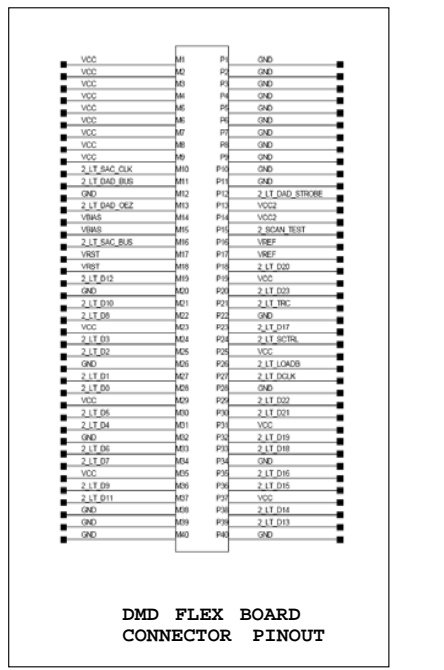 VCC M1 P1 GND
VCC M2 P2 GND
VCC M3 P3 GND
VCC M4 P4 GND
VCC M5 P5 GND
VCC M6 P6 GND
VCC M7 P7 GND
VCC M8 P8 GND
VCC M9 P9 GND
2_LT_SAC_CLK M10 P10 GND
2_LT_DAD_BUS M11 P11 GND
GND M12 P12 2_LT_DAD_STROBE
2_LT_DAD_OEZ M13 P13 VCC2
VBIAS M14 P14 VCC2
VBIAS M15 P15 2_SCAN_TEST
2_LT_SAC_BUS M16 P16 VREF
VRST M17 P17 VREF
VRST M18 P18 2_LT_D20
2_LT_D12 M19 P19 VCC
GND M20 P20 2_LT_D23
2_LT_D10 M21 P21 2_LT_TRC
2_LT_D8 M22 P22 GND
VCC M23 P23 2_LT_D17
2_LT_D3 M24 P24 2_LT_SCTRL
2_LT_D2 M25 P25 VCC
GND M26 P26 2_LT_LOADB
2_LT_D1 M27 P27 2_LT_DCLK
2_LT_D0 M28 P28 GND
VCC M29 P29 2_LT_D22
2_LT_D5 M30 P30 2_LT_D21
2_LT_D4 M31 P31 VCC
GND M32 P32 2_LT_D19
2_LT_D6 M33 P33 2_LT_D18
2_LT_D7 M34 P34 GND
VCC M35 P35 2_LT_D16
2_LT_D9 M36 P36 2_LT_D15
2_LT_D11 M37 P37 VCC
GND M38 P38 2_LT_D14
GND M39 P39 2_LT_D13
GND M40 P40 GND
DMD FLEX BOARD
CONNECTOR PINOUT